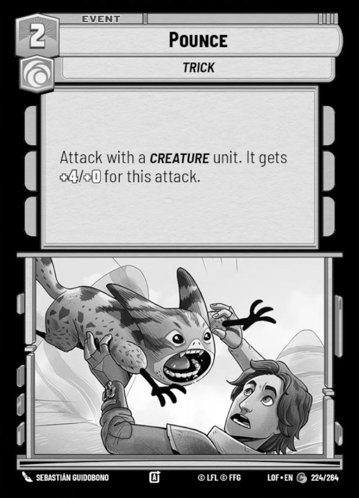 EVENT
2
POUNCE
TRICK
Attack with a CREATURE unit. It gets
+4/+0 for this attack.
SEBASTIÁN GUIDOBONO
A
© LFL © FFG
LOF • EN
224/264